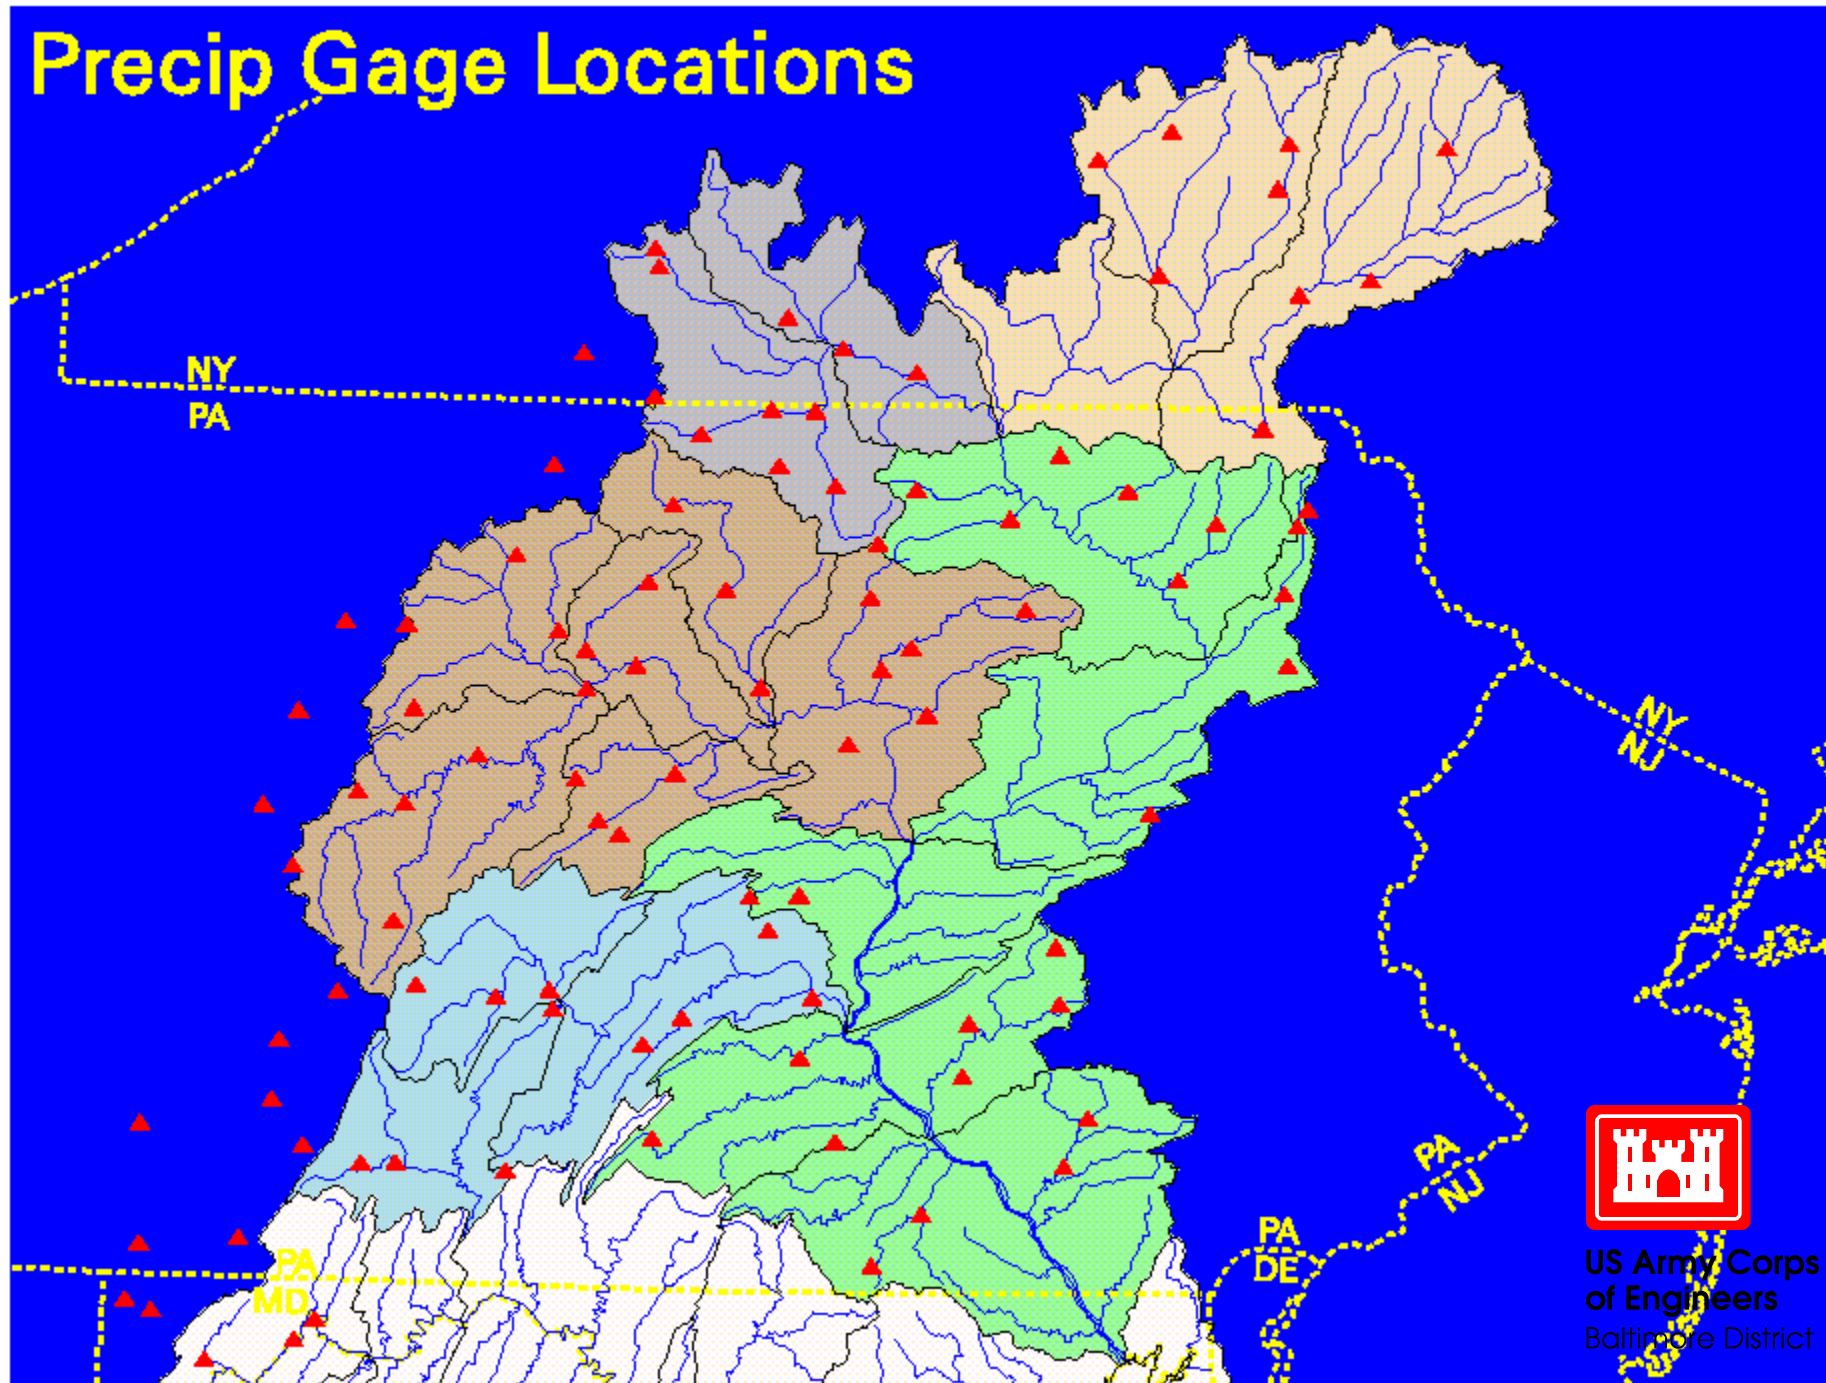 Precip Gage Locations
NY
PA
NY
NJ
PA
NJ
PA
DE
PA
MD
US Army Corps
of Engineers
Baltimore District